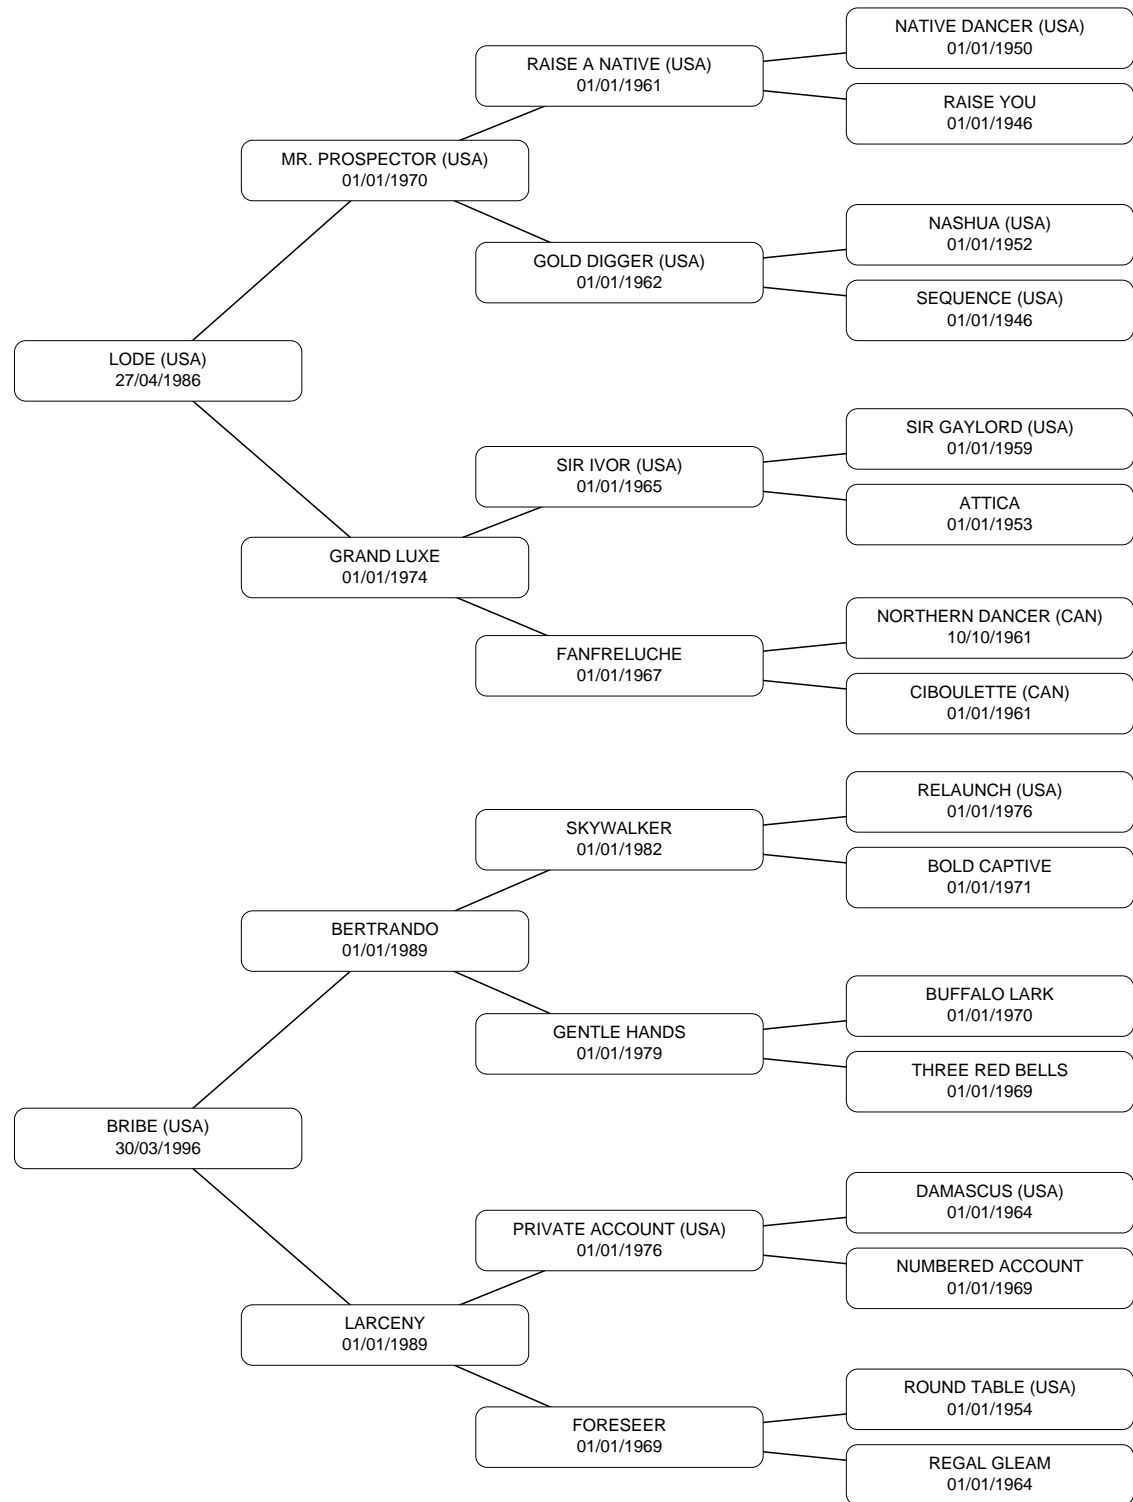 NATIVE DANCER (USA)
01/01/1950
RAISE A NATIVE (USA)
01/01/1961
RAISE YOU
01/01/1946
MR. PROSPECTOR (USA)
01/01/1970
NASHUA (USA)
01/01/1952
GOLD DIGGER (USA)
01/01/1962
SEQUENCE (USA)
01/01/1946
LODE (USA)
27/04/1986
SIR GAYLORD (USA)
01/01/1959
SIR IVOR (USA)
01/01/1965
ATTICA
01/01/1953
GRAND LUXE
01/01/1974
NORTHERN DANCER (CAN)
10/10/1961
FANFRELUCHE
01/01/1967
CIBOULETTE (CAN)
01/01/1961
RELAUNCH (USA)
01/01/1976
SKYWALKER
01/01/1982
BOLD CAPTIVE
01/01/1971
BERTRANDO
01/01/1989
BUFFALO LARK
01/01/1970
GENTLE HANDS
01/01/1979
THREE RED BELLS
01/01/1969
BRIBE (USA)
30/03/1996
DAMASCUS (USA)
01/01/1964
PRIVATE ACCOUNT (USA)
01/01/1976
NUMBERED ACCOUNT
01/01/1969
LARCENY
01/01/1989
ROUND TABLE (USA)
01/01/1954
FORESEER
01/01/1969
REGAL GLEAM
01/01/1964